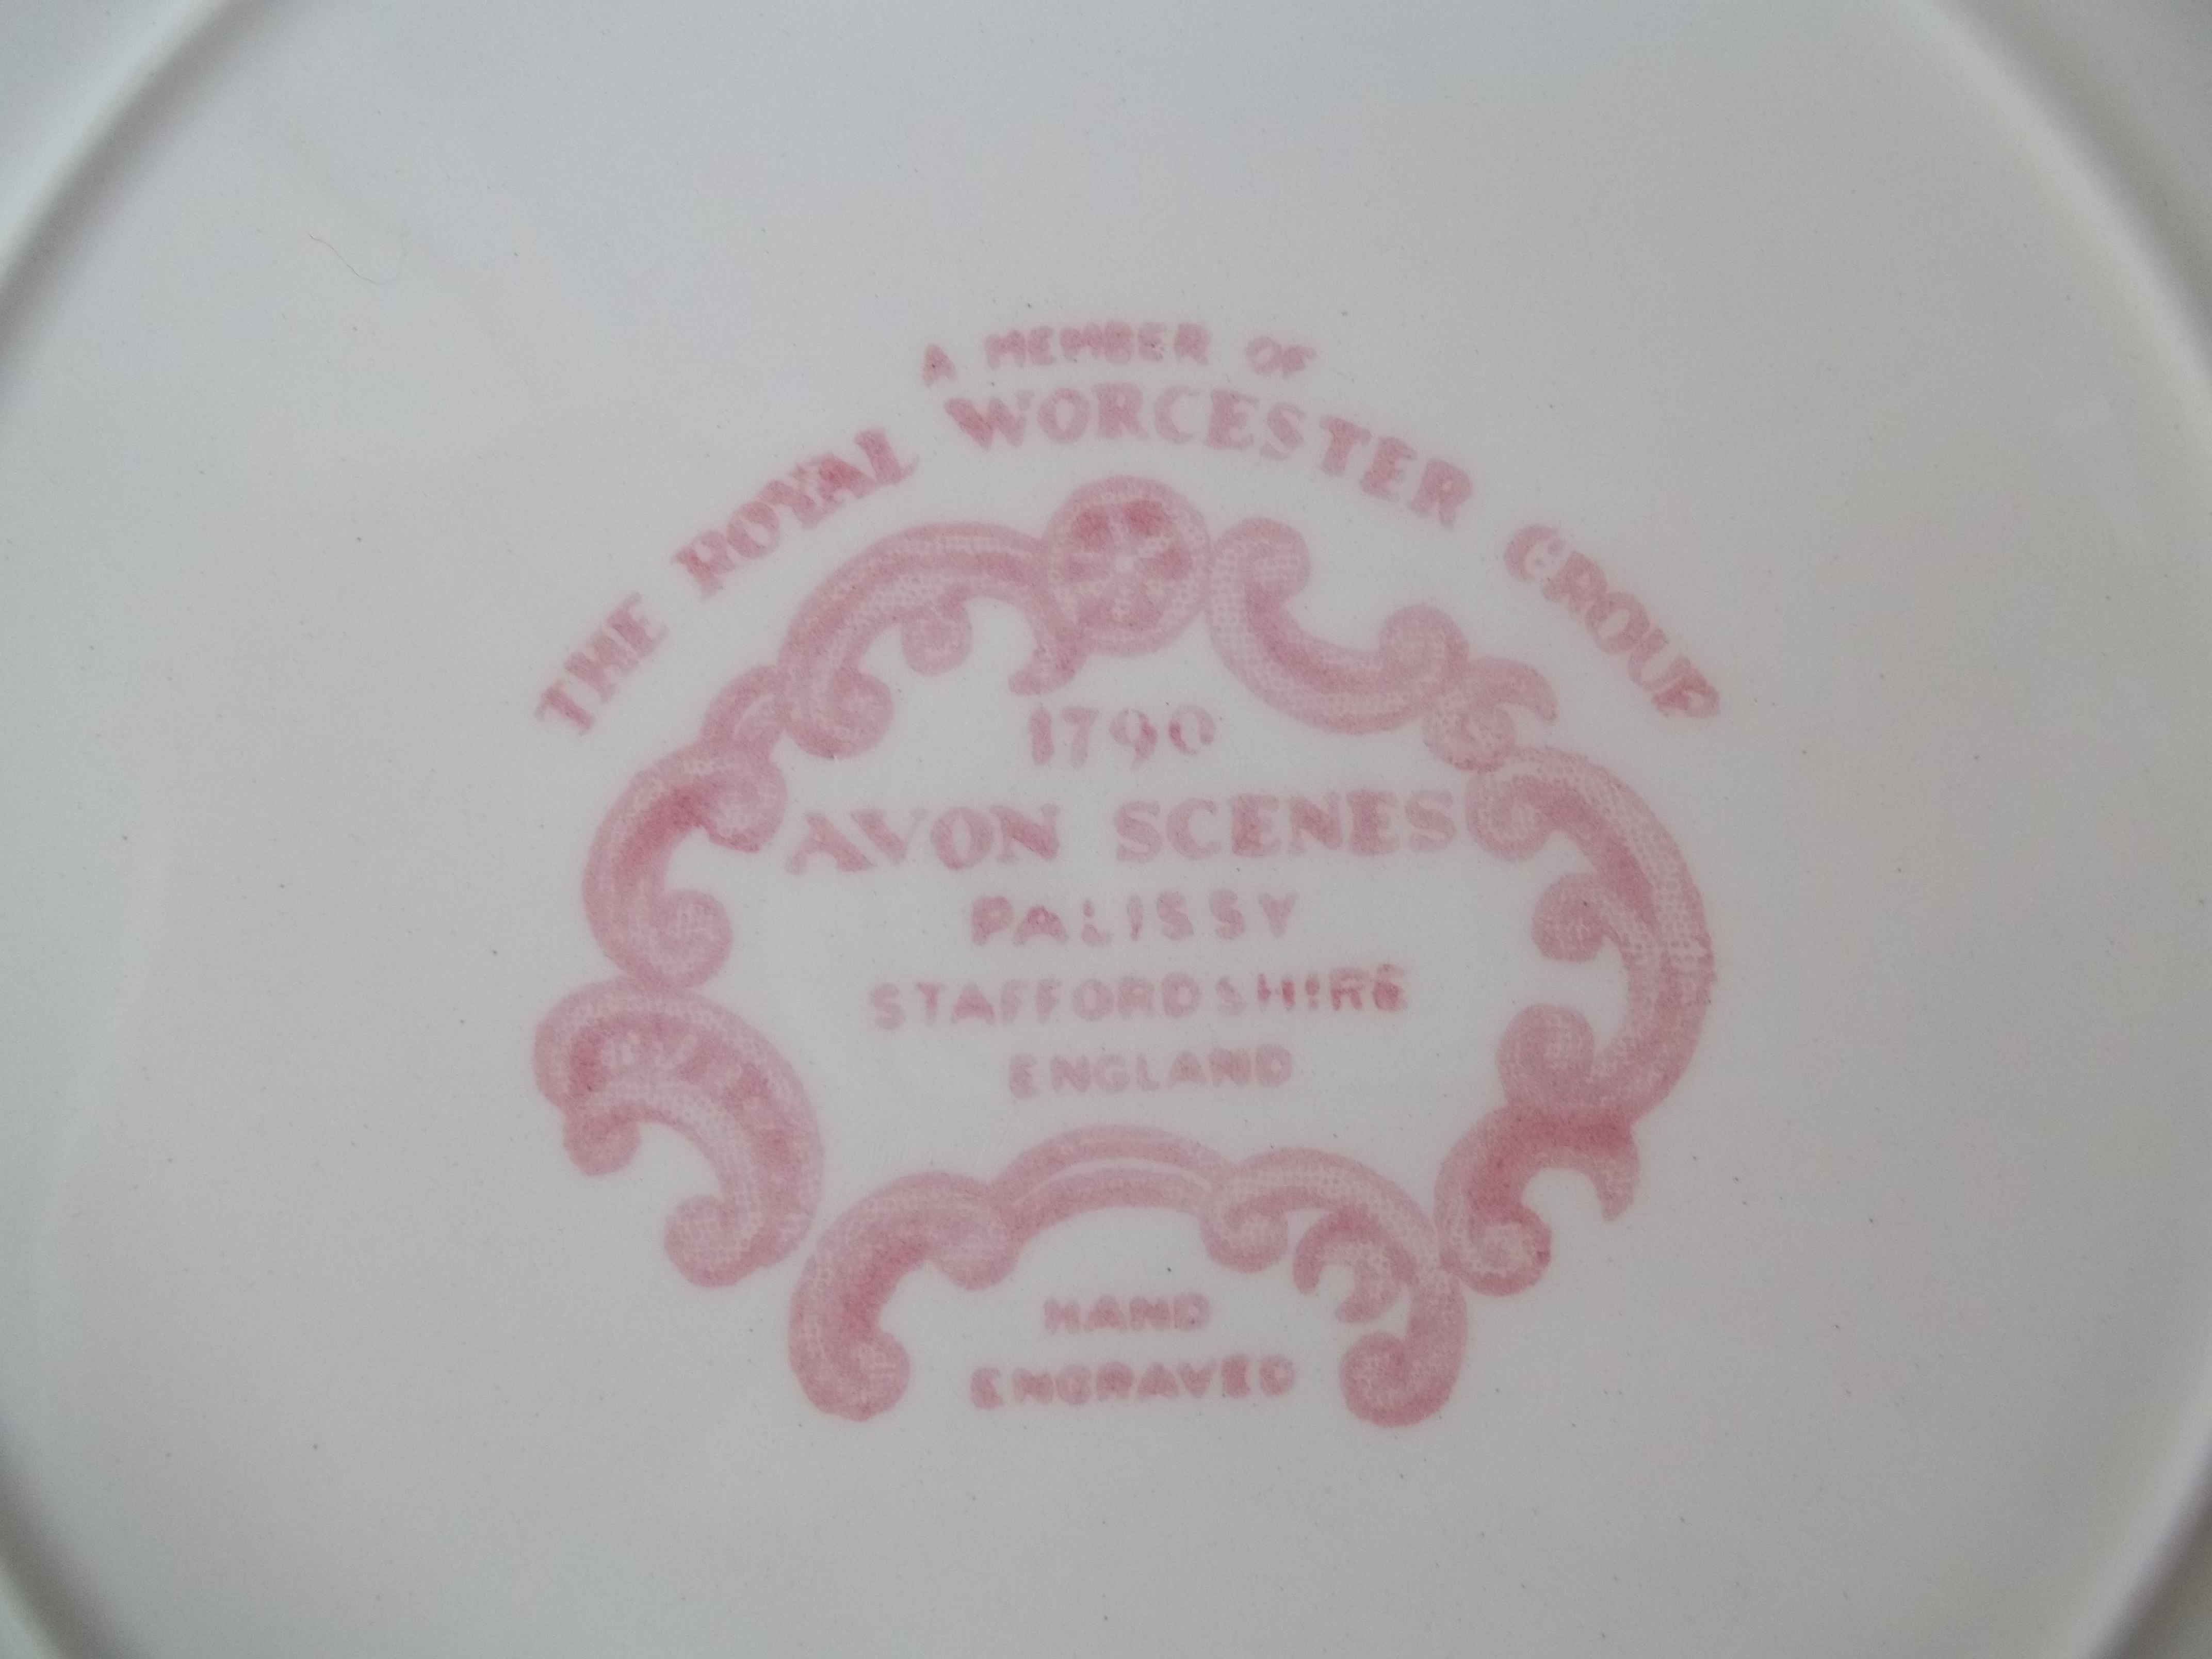 A MEMBER OF
THE ROYAL WORCESTER GROUP
1790
AVON SCENES
PALISSY
STAFFORDSHIRE
ENGLAND
HAND
ENGRAVED